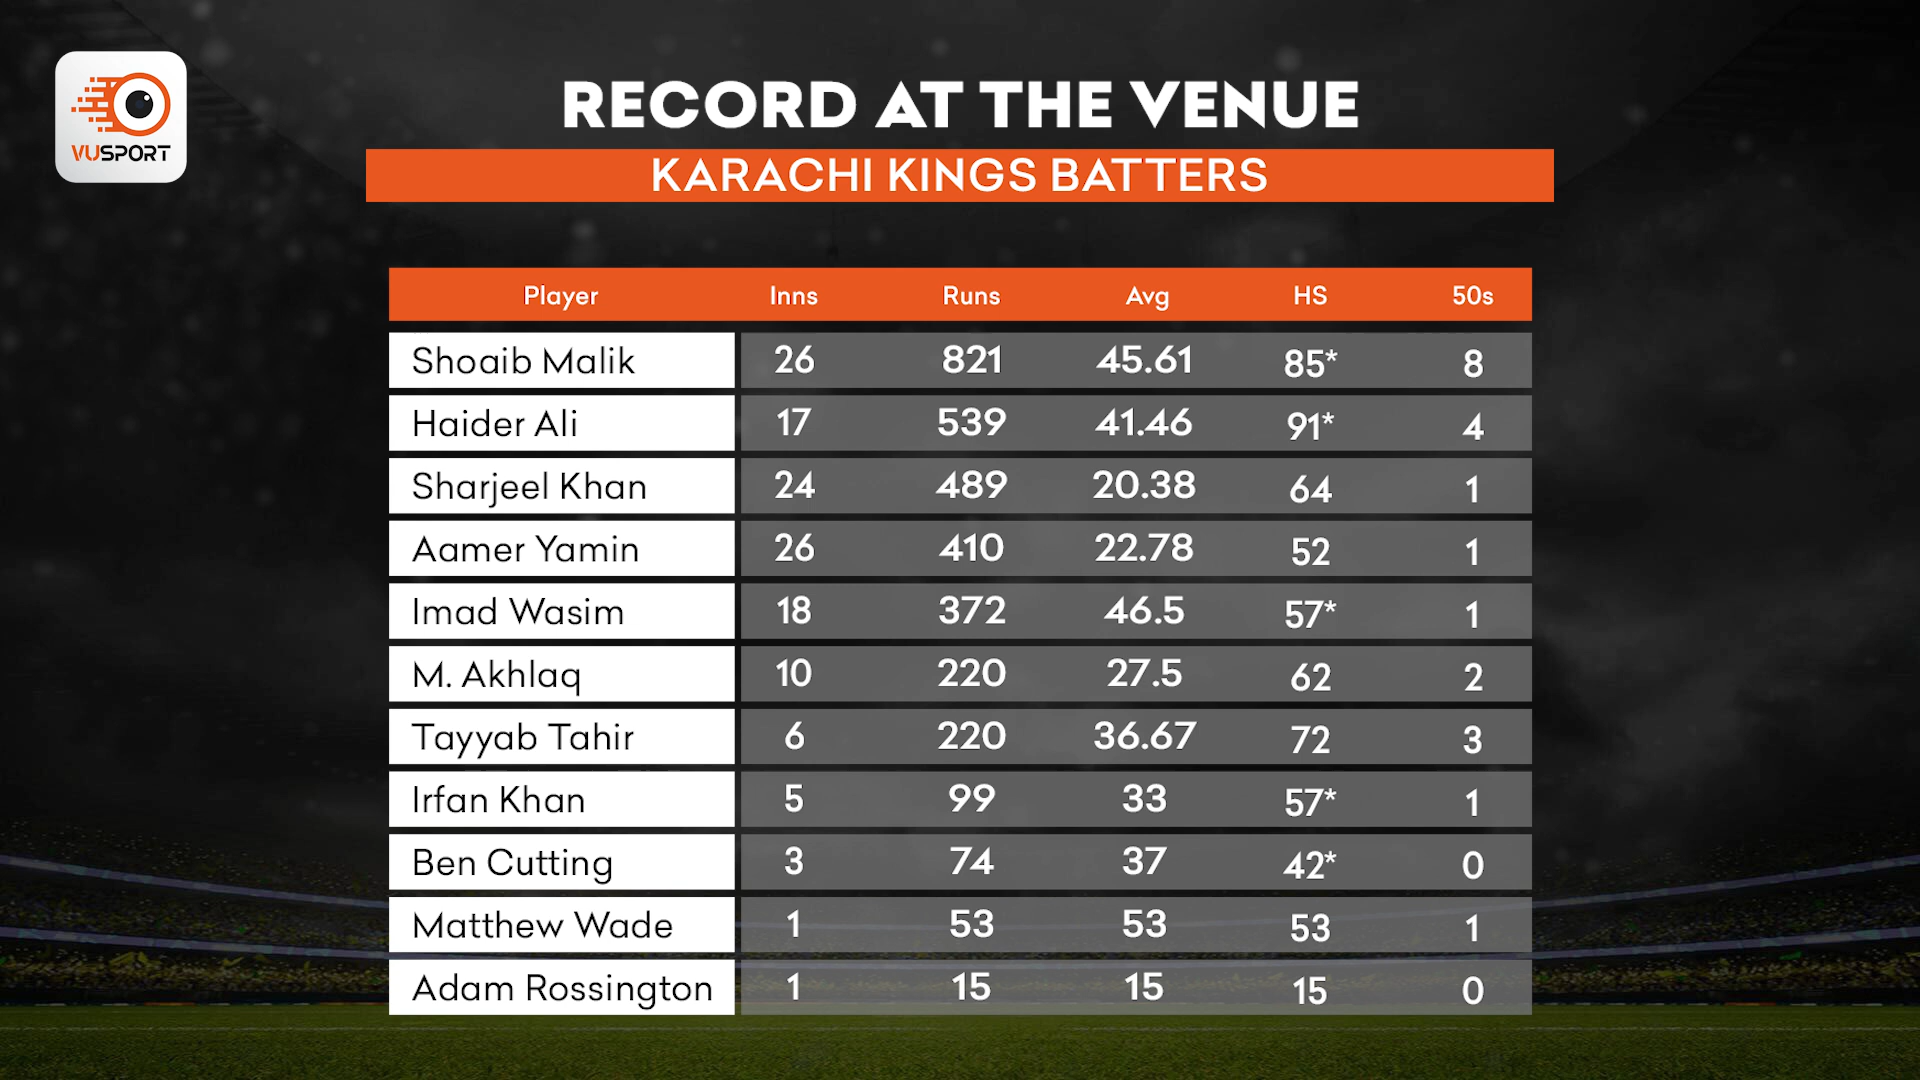 VUSPORT
RECORD AT THE VENUE
KARACHI KINGS BATTERS
Player Inns Runs Avg HS 50s
Shoaib Malik 26 821 45.61 85* 8
Haider Ali 17 539 41.46 91* 4
Sharjeel Khan 24 489 20.38 64 1
Aamer Yamin 26 410 22.78 52 1
Imad Wasim 18 372 46.5 57* 1
M. Akhlaq 10 220 27.5 62 2
Tayyab Tahir 6 220 36.67 72 3
Irfan Khan 5 99 33 57* 1
Ben Cutting 3 74 37 42* 0
Matthew Wade 1 53 53 53 1
Adam Rossington 1 15 15 15 0